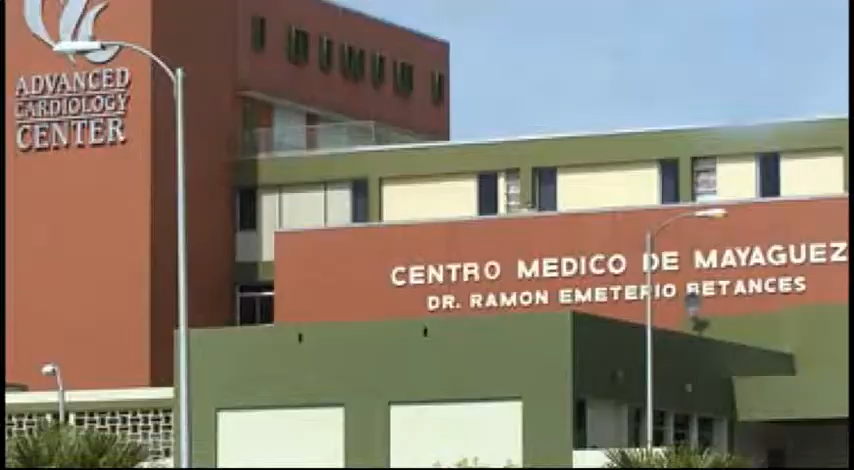 ADVANCED
CARDIOLOGY
CENTER
CENTRO MEDICO DE MAYAGUEZ
DR. RAMON EMETERIO BETANCES